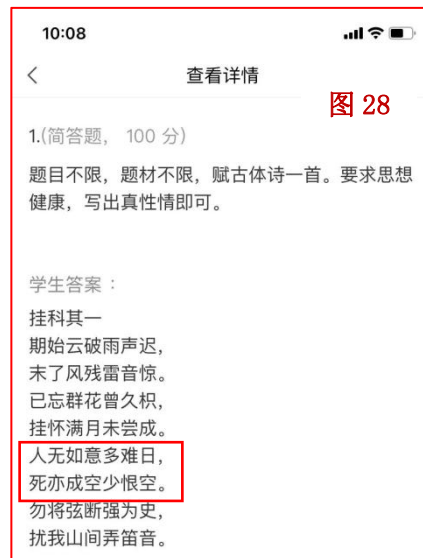 10:08
查看详情
图 28
1.(简答题， 100 分)
题目不限，题材不限，赋古体诗一首。要求思想
健康，写出真性情即可。
学生答案：
挂科其一
期始云破雨声迟，
末了风残雷音惊。
已忘群花曾久枳，
挂怀满月未尝成。
人无如意多难日，
死亦成空少恨空。
勿将弦断强为史，
扰我山间弄笛音。